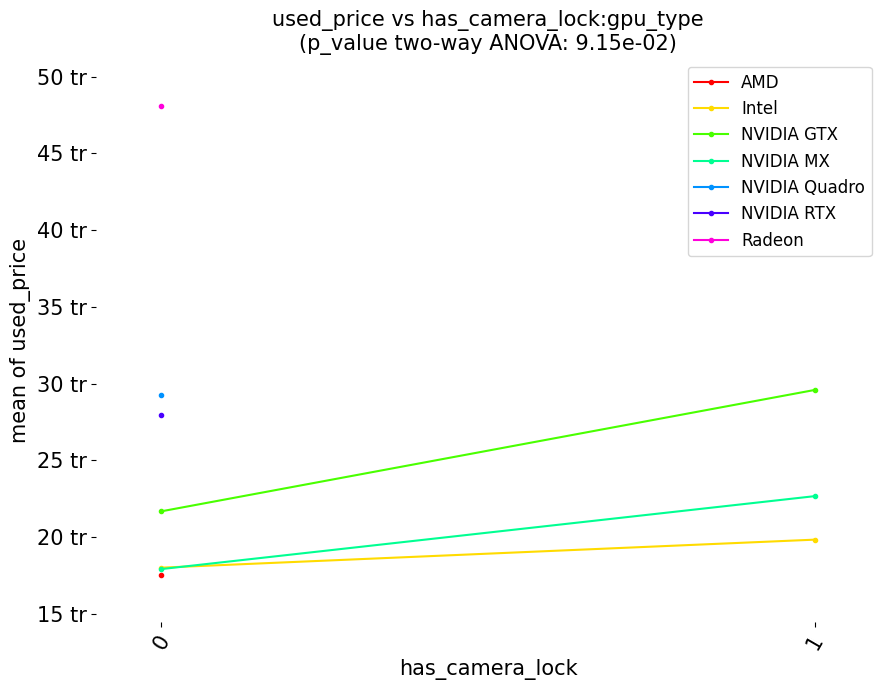 used_price vs has_camera_lock:gpu_type
(p_value two-way ANOVA: 9.15e-02)
50 tr
45 tr
40 tr
35 tr
30 tr
25 tr
20 tr
15 tr
mean of used_price
AMD
Intel
NVIDIA GTX
NVIDIA MX
NVIDIA Quadro
NVIDIA RTX
Radeon
0
1
has_camera_lock